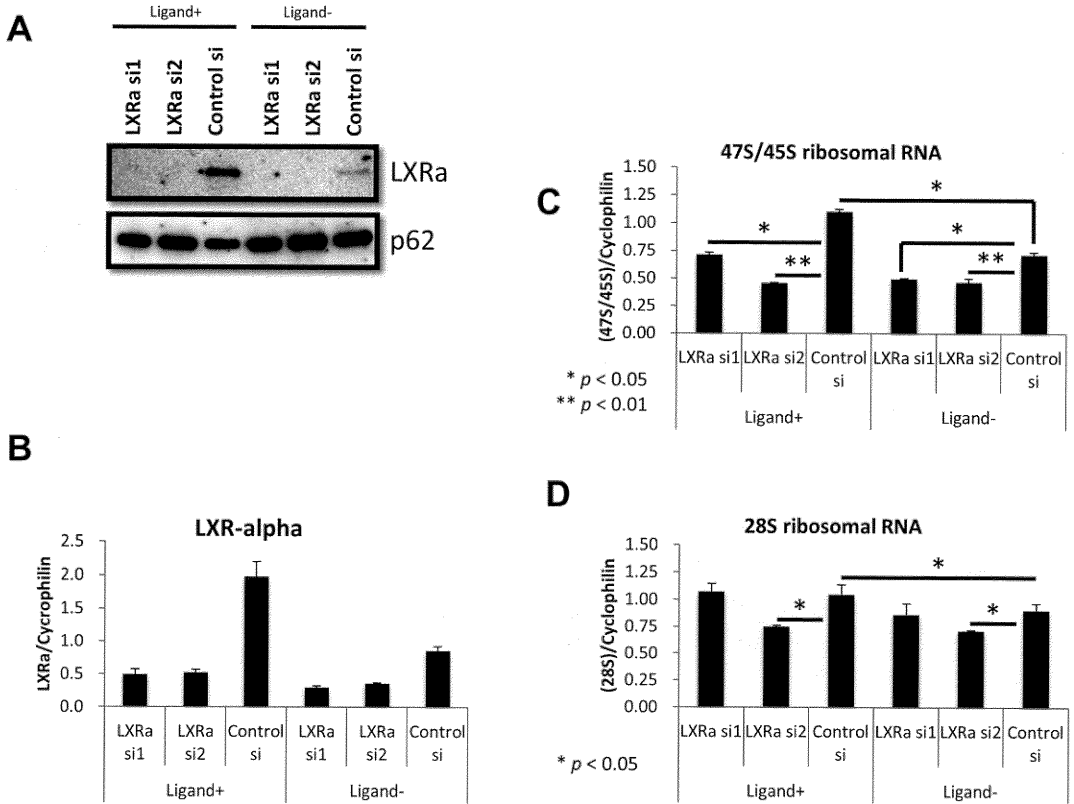 A
Ligand+ Ligand-
LXRa si1 LXRa si2 Control si LXRa si1 LXRa si2 Control si
LXRa
p62
B
LXR-alpha
LXRa/Cycrophilin
2.5
2.0
1.5
1.0
0.5
0.0
LXRa si1 LXRa si2 Control si LXRa si1 LXRa si2 Control si
Ligand+ Ligand-
C
47S/45S ribosomal RNA
(47S/45S)/Cyclophilin
1.50
1.25
1.00
0.75
0.50
0.25
0.00
*
* ** * **
LXRa si1 LXRa si2 Control si LXRa si1 LXRa si2 Control si
Ligand+ Ligand-
* p < 0.05
** p < 0.01
D
28S ribosomal RNA
(28S)/Cyclophilin
1.50
1.25
1.00
0.75
0.50
0.25
0.00
*
* *
LXRa si1 LXRa si2 Control si LXRa si1 LXRa si2 Control si
Ligand+ Ligand-
* p < 0.05